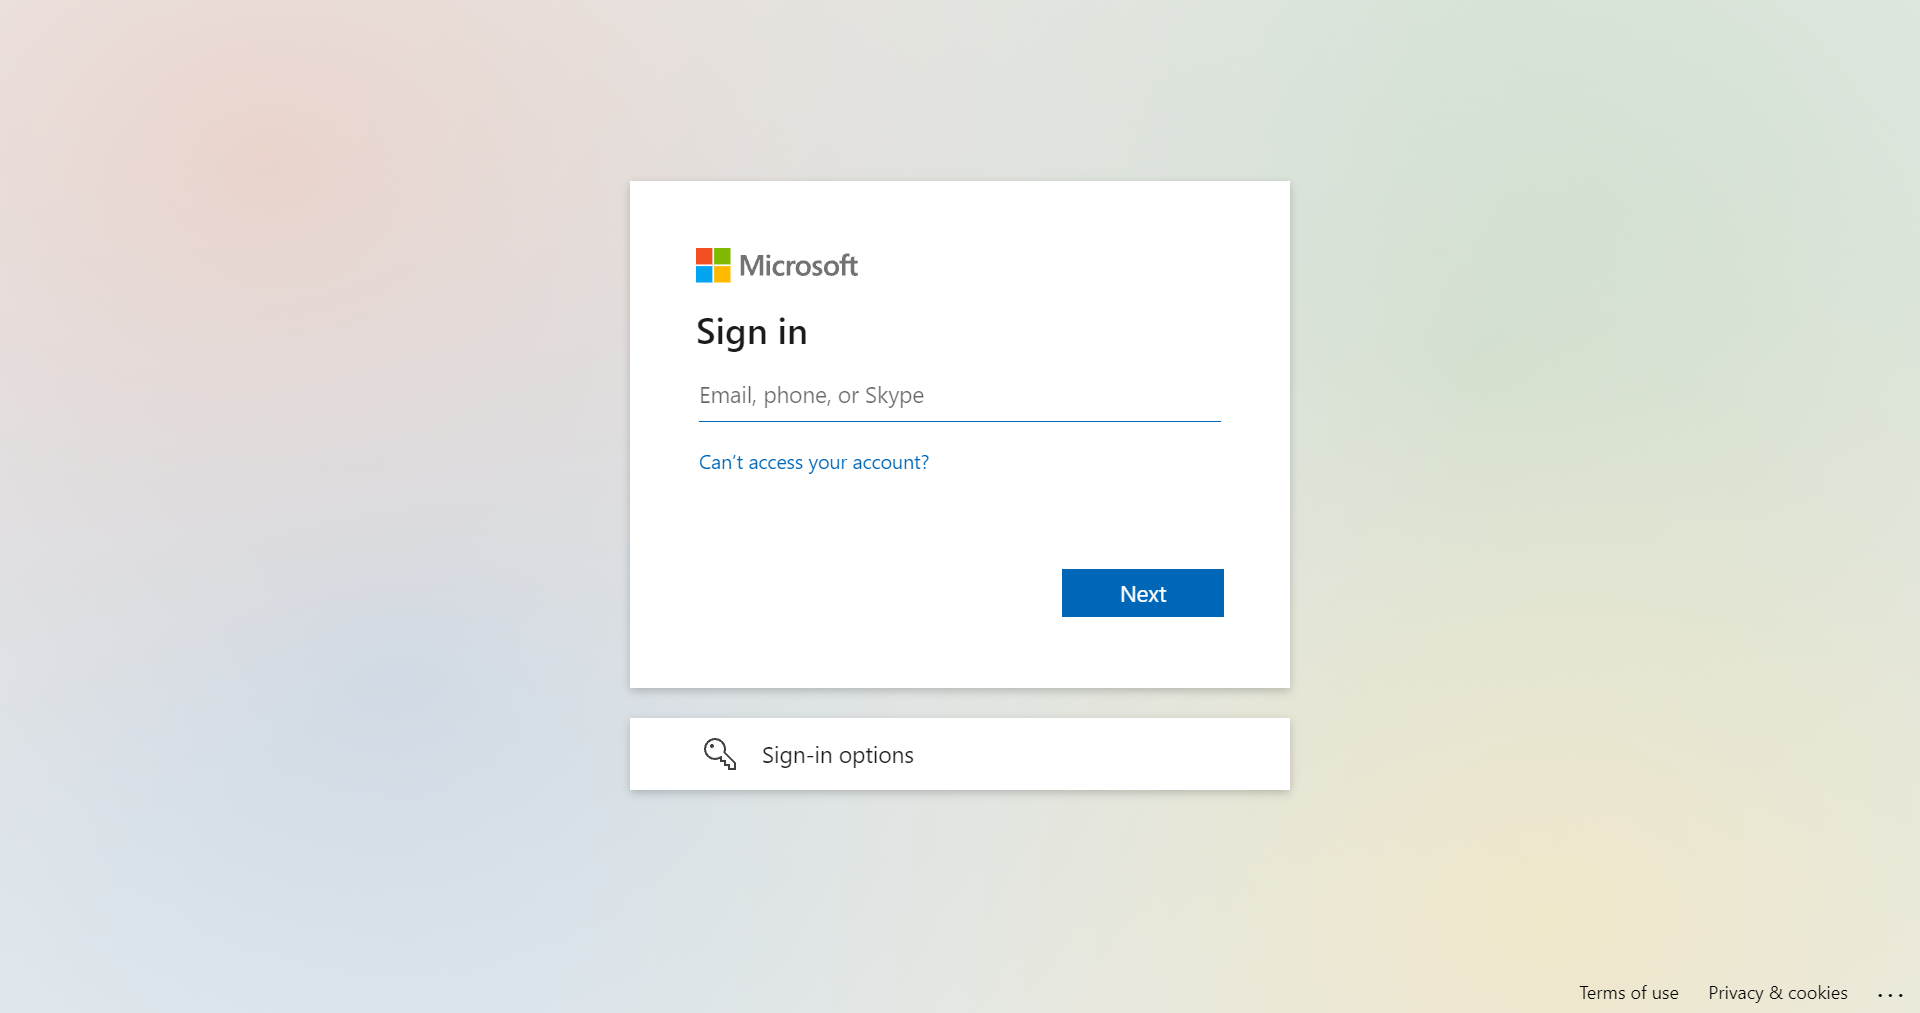 Microsoft
Sign in
Email, phone, or Skype
Can’t access your account?
Next
Sign-in options
Terms of use Privacy & cookies ...